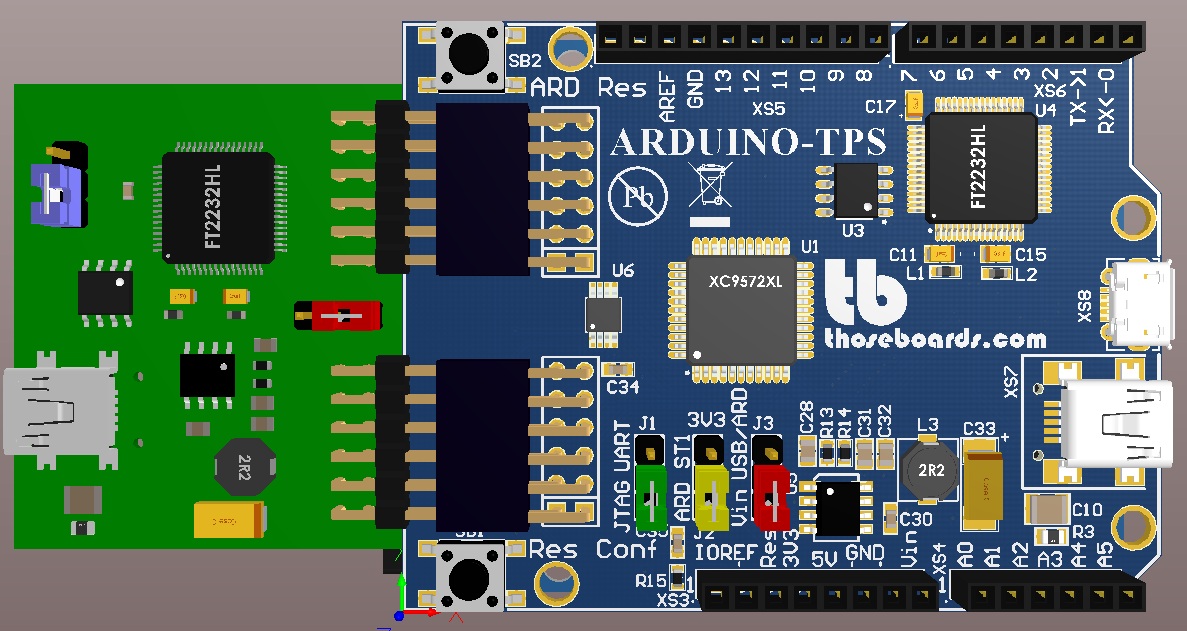 SB2
ARD Res
AREF
GND
13
12
11
10
9
8
7
6
5
4
3
2
TX->1
RX<-0
XS5
XS6
C17
U4
ARDUINO-TPS
Pb
FT2232HL
FT2232HL
U3
U1
C11
C15
L1
L2
U6
XC9572XL
tb
thoseboards.com
XS8
XS7
C34
J1
3V3
J3
JTAG UART
ARD ST1
Vin USB/ARD
C28
R13
R14
C31
C32
L3
C33
+
2R2
2R2
Case C
C30
C10
R3
J2
Res Conf
IOREF
Res
3V3
5V
GND
Vin
XS4
A0
A1
A2
A3
A4
A5
R15
XS3
1
1